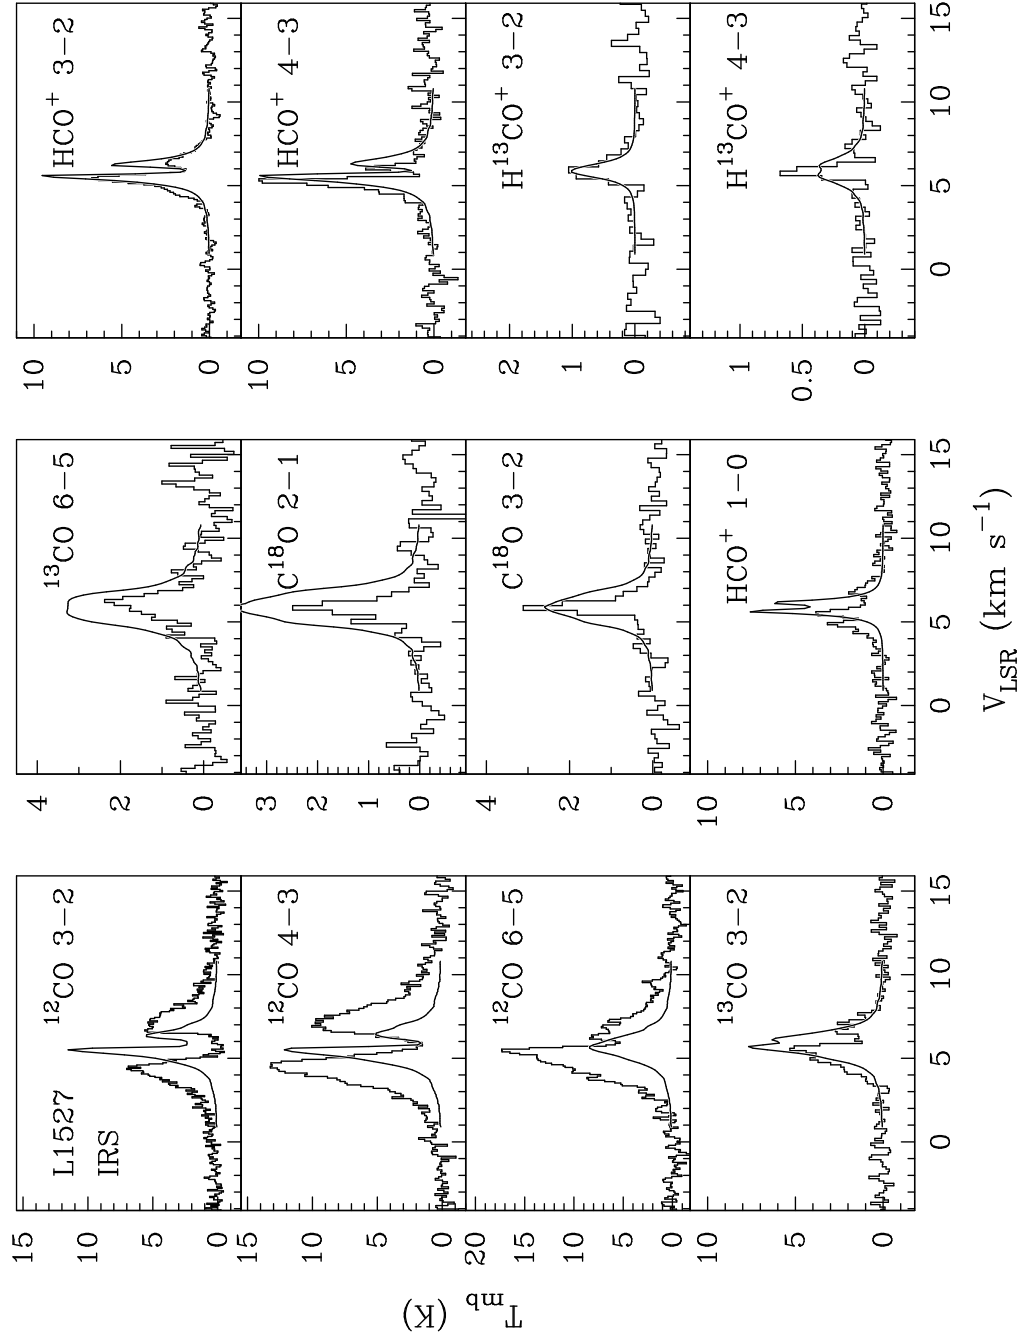 L1527
IRS
¹²CO 3−2
15
10
5
0
¹²CO 4−3
10
5
0
¹²CO 6−5
20
15
10
5
0
¹³CO 3−2
10
5
0
0 5 10 15
¹³CO 6−5
4
2
0
C¹⁸O 2−1
3
2
1
0
C¹⁸O 3−2
4
2
0
HCO⁺ 1−0
10
5
0
0 5 10 15
HCO⁺ 3−2
10
5
0
HCO⁺ 4−3
10
5
0
H¹³CO⁺ 3−2
2
1
0
H¹³CO⁺ 4−3
1
0.5
0
0 5 10 15
T_mb (K)
V_LSR (km s⁻¹)